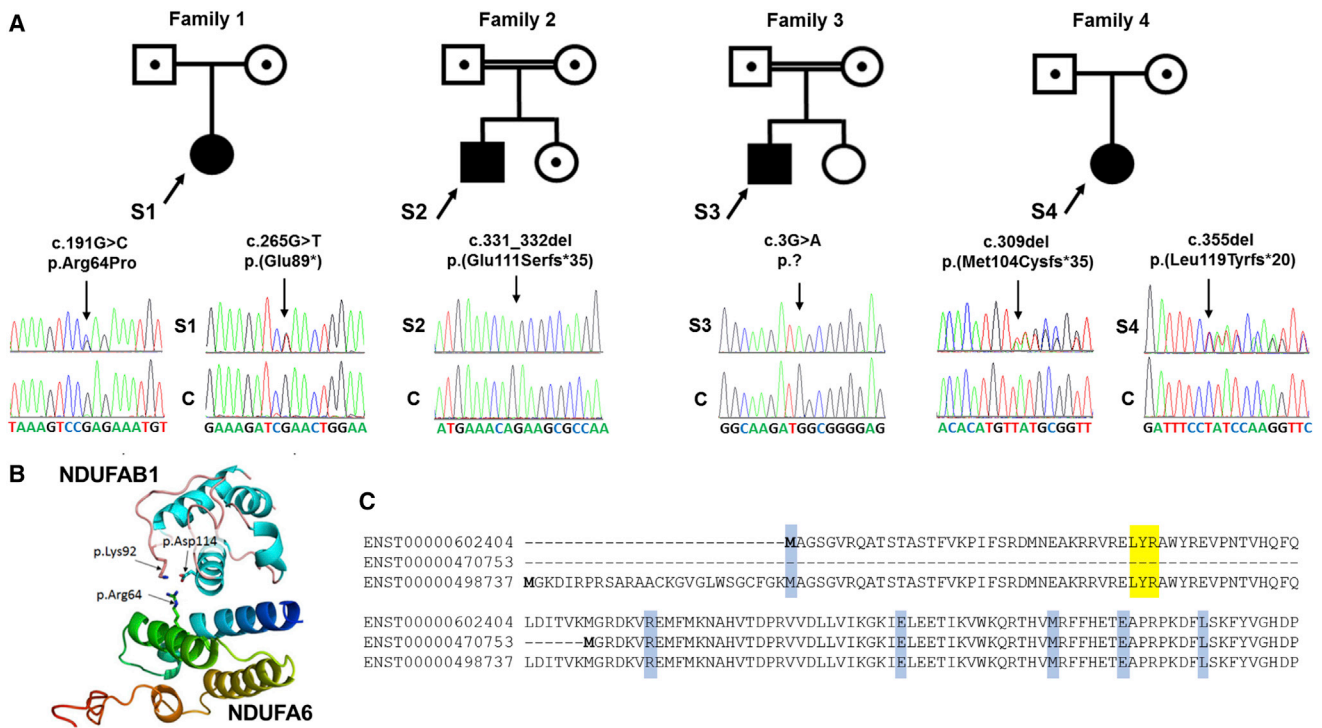 A
Family 1
Family 2
Family 3
Family 4
S1
S2
S3
S4
c.191G>C
p.Arg64Pro
c.265G>T
p.(Glu89*)
c.331_332del
p.(Glu111Serfs*35)
c.3G>A
p.?
c.309del
p.(Met104Cysfs*35)
c.355del
p.(Leu119Tyrfs*20)
S1
S2
S3
S4
C
C
C
C
TAAAGTCCGAGAAATGT
GAAAGATCGAACTGGAA
ATGAAACAGAAGCGCCAA
GGCAAGATGGCGGGGAG
ACACATGTTATGCGGTT
GATTTCCTATCCAAGGTTC
B
NDUFAB1
p.Asp114
p.Lys92
p.Arg64
NDUFA6
C
ENST00000602404 --------------------------MAGSGVRQATSTASTFVKPIFSRDMNEAKRRVRELYRAWYREVPNTVHQFQ
ENST00000470753 -----------------------------------------------------------------------------
ENST00000498737 MGKDIRPRSARAACKGVGLWSGCFGKMAGSGVRQATSTASTFVKPIFSRDMNEAKRRVRELYRAWYREVPNTVHQFQ
ENST00000602404 LDITVKMGRDKVREMFMKNAHVTDPRVVDLLVIKGKIELEETIKVWKQRTHVMRFFHETEAPRPKDFLSKFYVGHDP
ENST00000470753 ------MGRDKVREMFMKNAHVTDPRVVDLLVIKGKIELEETIKVWKQRTHVMRFFHETEAPRPKDFLSKFYVGHDP
ENST00000498737 LDITVKMGRDKVREMFMKNAHVTDPRVVDLLVIKGKIELEETIKVWKQRTHVMRFFHETEAPRPKDFLSKFYVGHDP